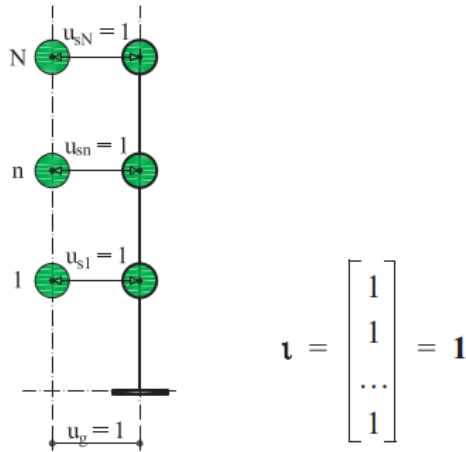 u_sN = 1
N
u_sn = 1
n
u_s1 = 1
1
u_g = 1
ι = [1 1 ... 1] = 1